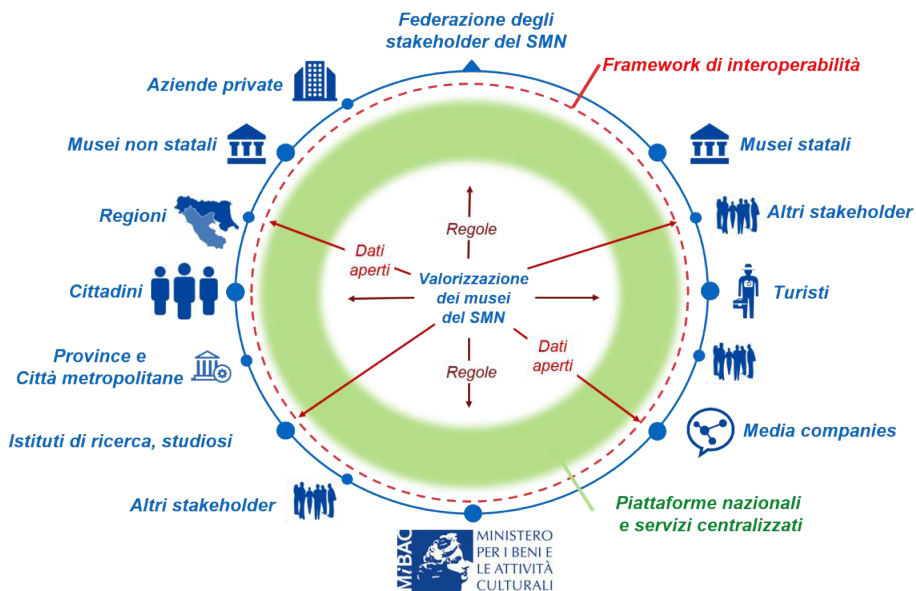 Federazione degli
stakeholder del SMN
Framework di interoperabilità
Aziende private
Musei non statali
Musei statali
Regioni
Altri stakeholder
Regole
Dati
aperti
Cittadini
Valorizzazione
dei musei
del SMN
Turisti
Province e
Città metropolitane
Regole
Dati
aperti
Istituti di ricerca, studiosi
Media companies
Altri stakeholder
Piattaforme nazionali
e servizi centralizzati
MiBAC
MINISTERO
PER I BENI E
LE ATTIVITÀ
CULTURALI